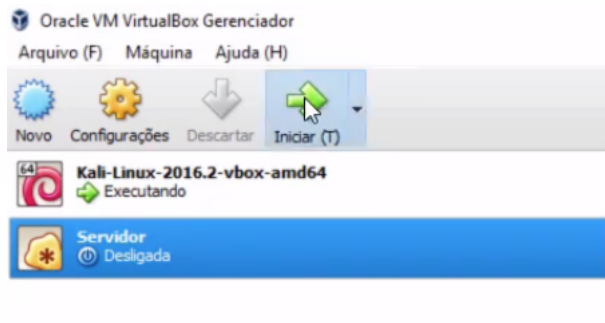 Oracle VM VirtualBox Gerenciador
Arquivo (F) Máquina Ajuda (H)
Novo Configurações Descartar Iniciar (T)
64
Kali-Linux-2016.2-vbox-amd64
Executando
Servidor
Desligada